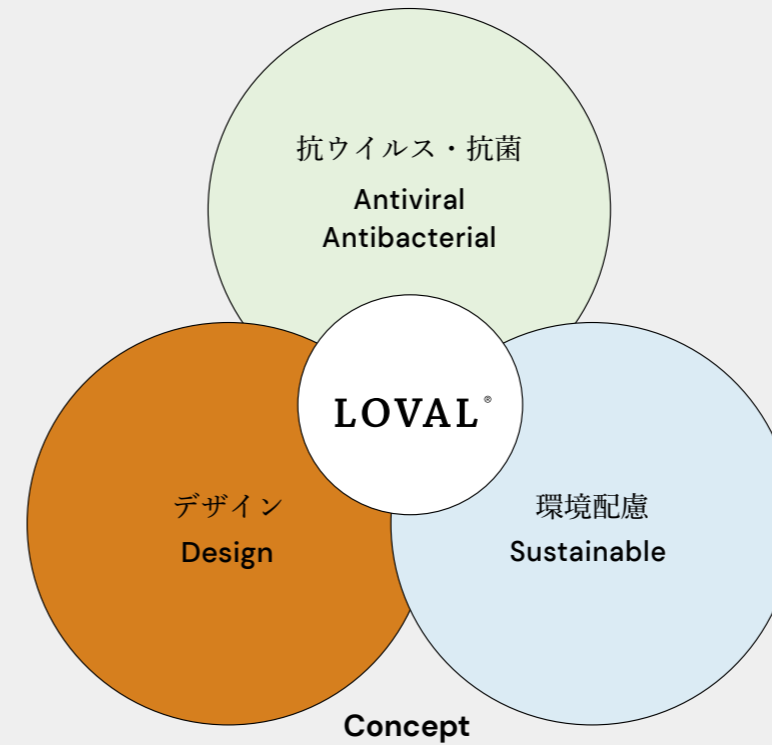 抗ウイルス・抗菌
Antiviral
Antibacterial
LOVAL®
デザイン
Design
環境配慮
Sustainable
Concept